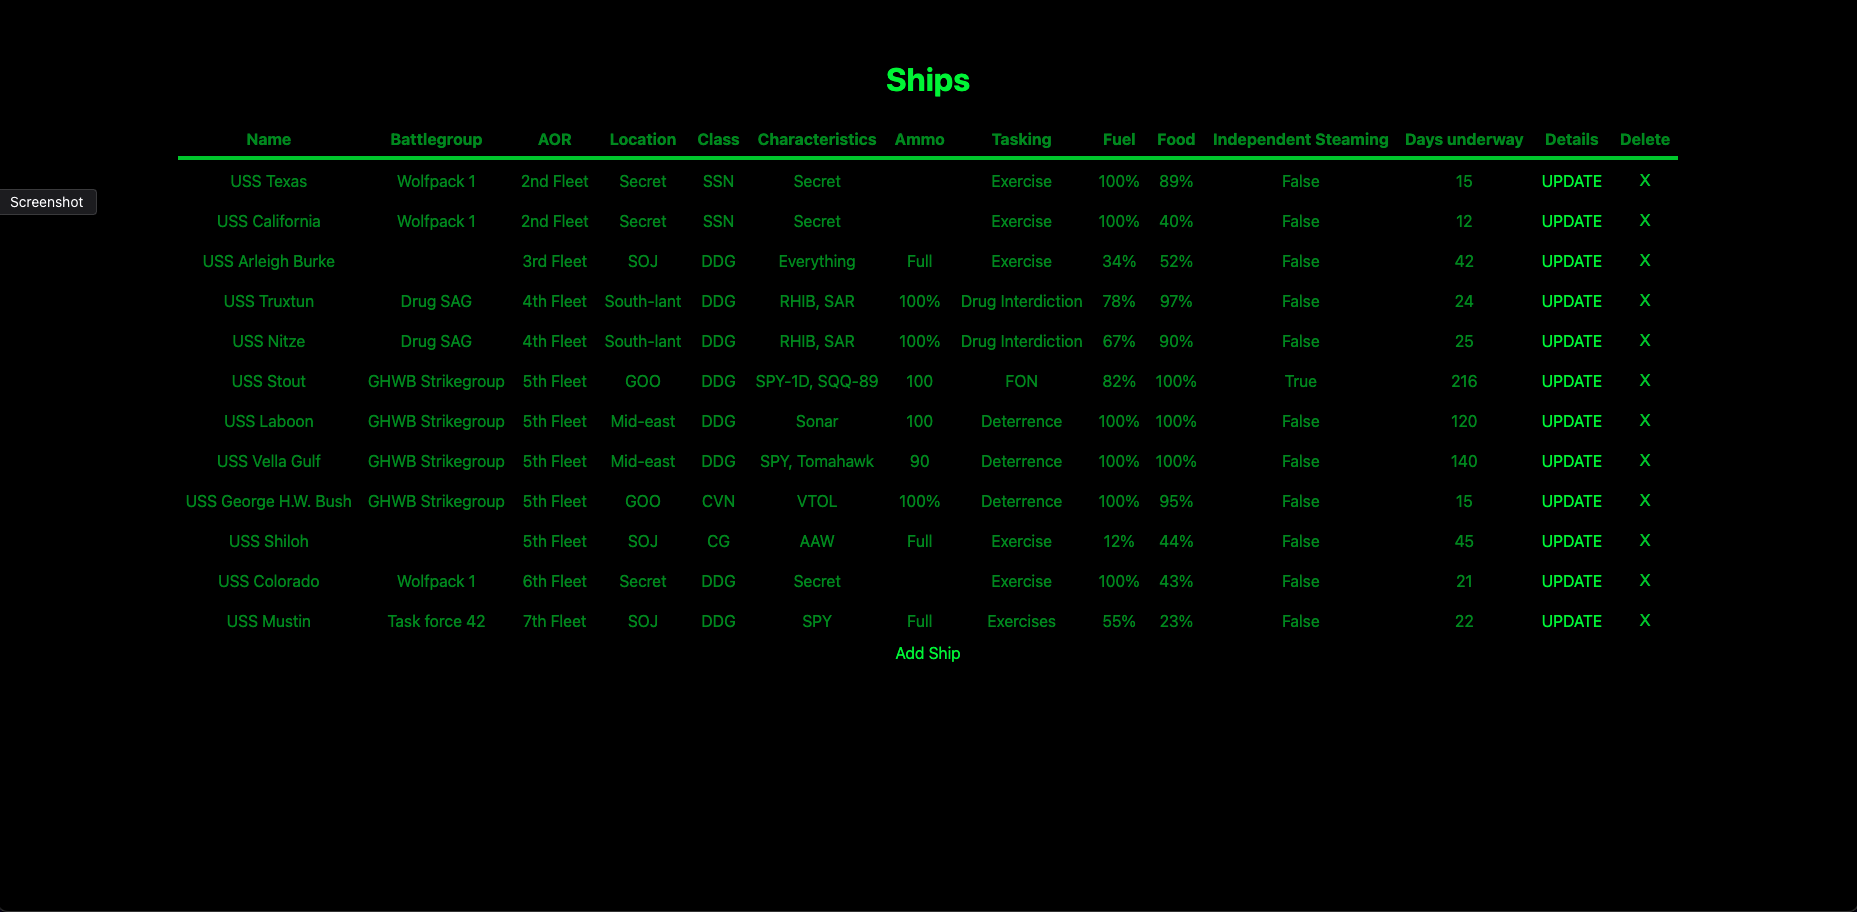 Ships
Name Battlegroup AOR Location Class Characteristics Ammo Tasking Fuel Food Independent Steaming Days underway Details Delete
USS Texas Wolfpack 1 2nd Fleet Secret SSN Secret Exercise 100% 89% False 15 UPDATE X
Screenshot
USS California Wolfpack 1 2nd Fleet Secret SSN Secret Exercise 100% 40% False 12 UPDATE X
USS Arleigh Burke 3rd Fleet SOJ DDG Everything Full Exercise 34% 52% False 42 UPDATE X
USS Truxtun Drug SAG 4th Fleet South-lant DDG RHIB, SAR 100% Drug Interdiction 78% 97% False 24 UPDATE X
USS Nitze Drug SAG 4th Fleet South-lant DDG RHIB, SAR 100% Drug Interdiction 67% 90% False 25 UPDATE X
USS Stout GHWB Strikegroup 5th Fleet GOO DDG SPY-1D, SQQ-89 100 FON 82% 100% True 216 UPDATE X
USS Laboon GHWB Strikegroup 5th Fleet Mid-east DDG Sonar 100 Deterrence 100% 100% False 120 UPDATE X
USS Vella Gulf GHWB Strikegroup 5th Fleet Mid-east DDG SPY, Tomahawk 90 Deterrence 100% 100% False 140 UPDATE X
USS George H.W. Bush GHWB Strikegroup 5th Fleet GOO CVN VTOL 100% Deterrence 100% 95% False 15 UPDATE X
USS Shiloh 5th Fleet SOJ CG AAW Full Exercise 12% 44% False 45 UPDATE X
USS Colorado Wolfpack 1 6th Fleet Secret DDG Secret Exercise 100% 43% False 21 UPDATE X
USS Mustin Task force 42 7th Fleet SOJ DDG SPY Full Exercises 55% 23% False 22 UPDATE X
Add Ship